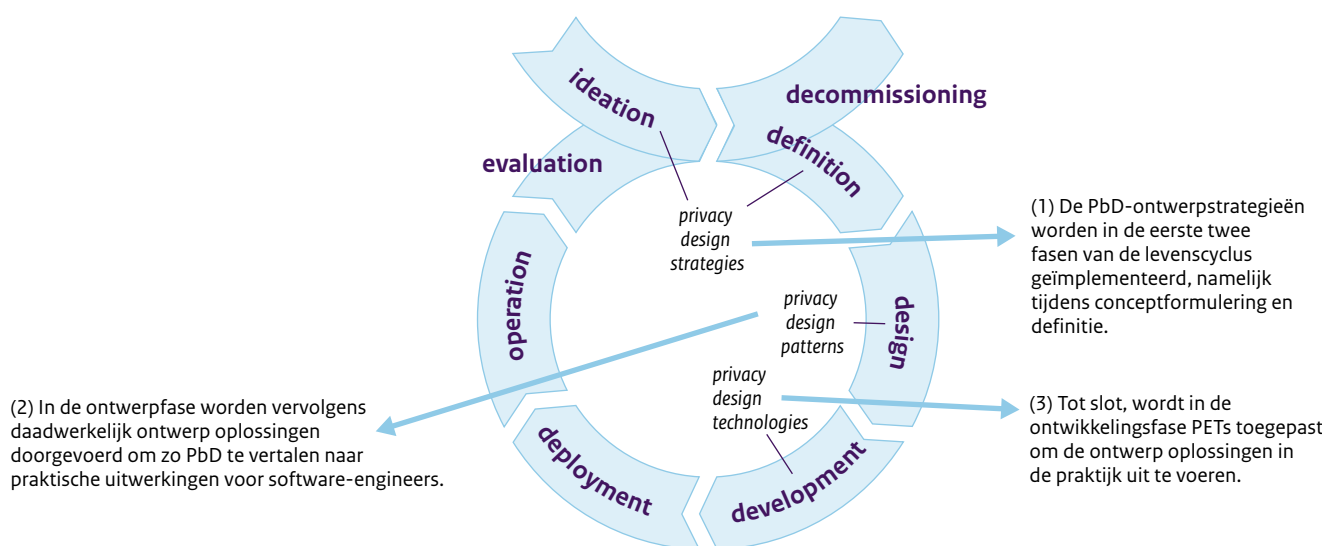 ideation
decommissioning
definition
evaluation
privacy
design
strategies
(1) De PbD-ontwerpstrategieën
worden in de eerste twee
fasen van de levenscyclus
geïmplementeerd, namelijk
tijdens conceptformulering en
definitie.
operation
privacy
design
patterns
design
privacy
design
technologies
(2) In de ontwerpfase worden vervolgens
daadwerkelijk ontwerp oplossingen
doorgevoerd om zo PbD te vertalen naar
praktische uitwerkingen voor software-engineers.
(3) Tot slot, wordt in de
ontwikkelingsfase PETs toegepast
om de ontwerp oplossingen in
de praktijk uit te voeren.
deployment
development